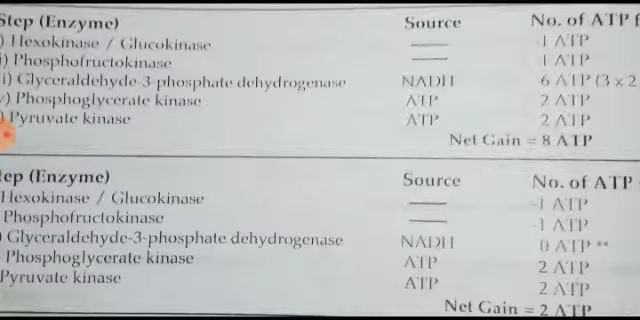 Step (Enzyme) Source No. of ATP f
) Hexokinase / Glucokinase —— -1 ATP
i) Phosphofructokinase —— 1 ATP
ii) Glyceraldehyde-3-phosphate dehydrogenase NADH 6 ATP (3 x 2
v) Phosphoglycerate kinase ATP 2 ATP
) Pyruvate kinase ATP 2 ATP
Net Gain = 8 ATP
tep (Enzyme) Source No. of ATP
Hexokinase / Glucokinase —— -1 ATP
Phosphofructokinase —— -1 ATP
) Glyceraldehyde-3-phosphate dehydrogenase NADH 0 ATP **
Phosphoglycerate kinase ATP 2 ATP
Pyruvate kinase ATP 2 ATP
Net Gain = 2 ATP